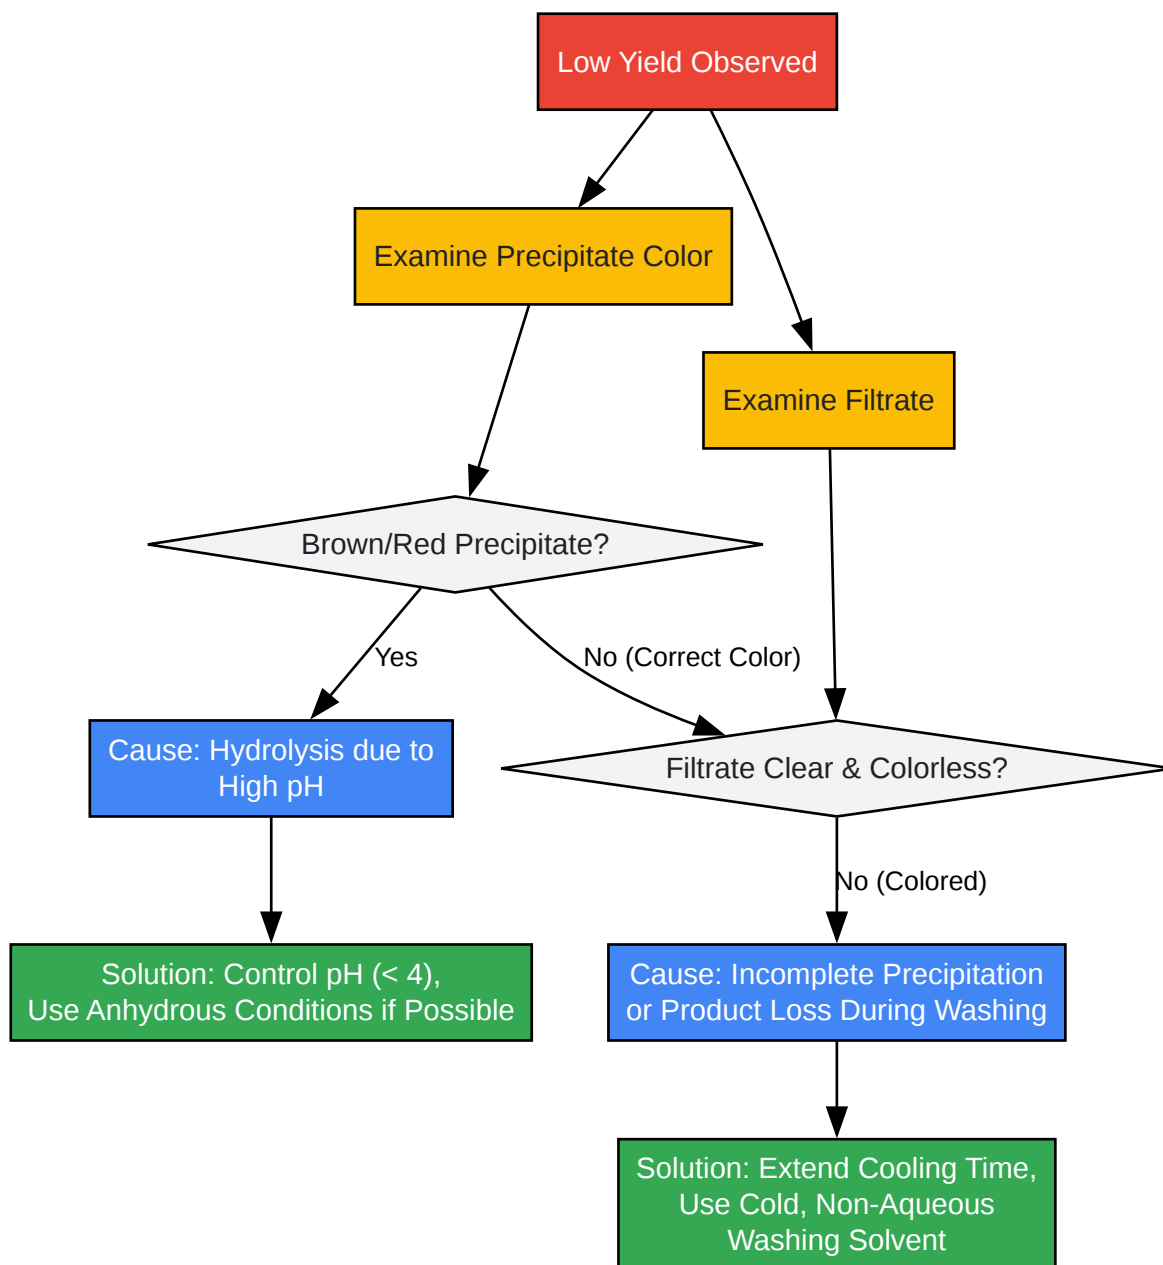 Low Yield Observed
Examine Precipitate Color
Examine Filtrate
Brown/Red Precipitate?
Yes
No (Correct Color)
Cause: Hydrolysis due to
High pH
Filtrate Clear & Colorless?
No (Colored)
Solution: Control pH (< 4),
Use Anhydrous Conditions if Possible
Cause: Incomplete Precipitation
or Product Loss During Washing
Solution: Extend Cooling Time,
Use Cold, Non-Aqueous
Washing Solvent